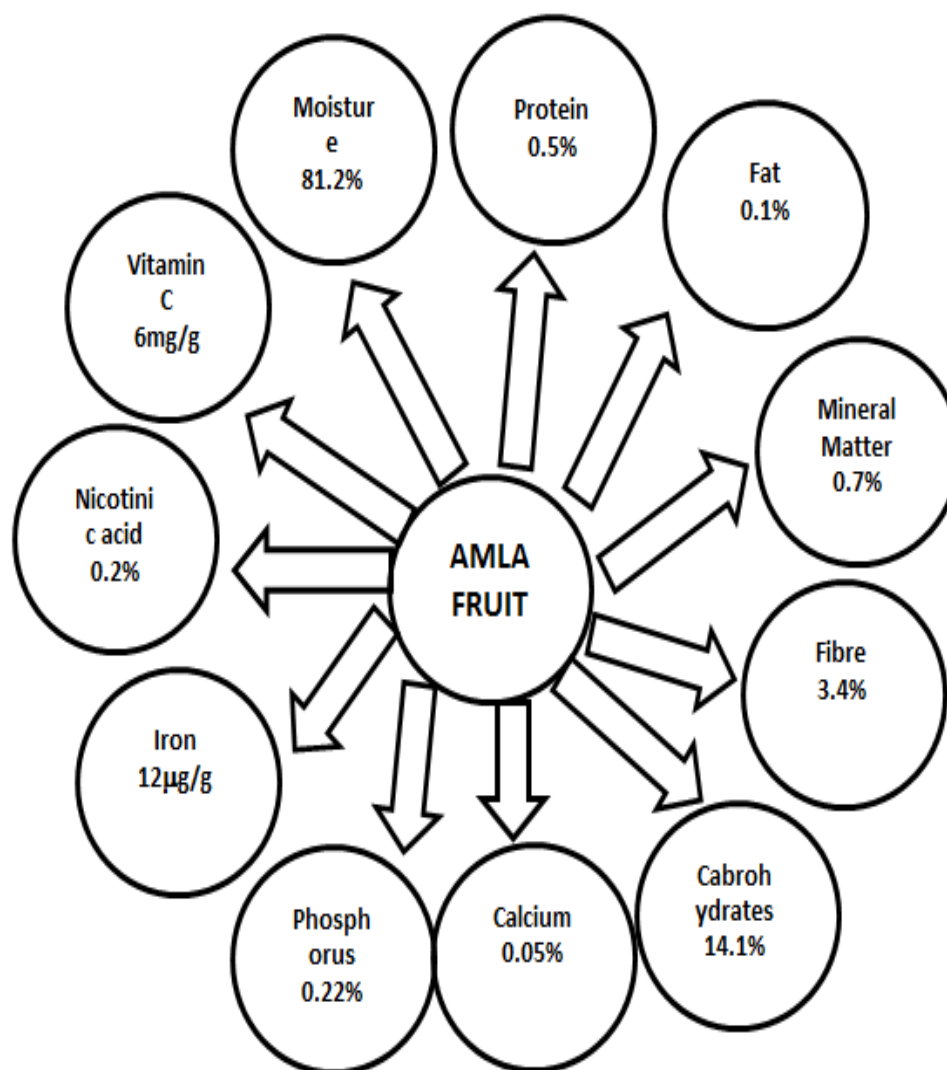 Moistur
e
81.2%
Protein
0.5%
Fat
0.1%
Mineral
Matter
0.7%
Fibre
3.4%
Cabroh
ydrates
14.1%
Calcium
0.05%
Phosph
orus
0.22%
Iron
12µg/g
Nicotini
c acid
0.2%
Vitamin
C
6mg/g
AMLA
FRUIT